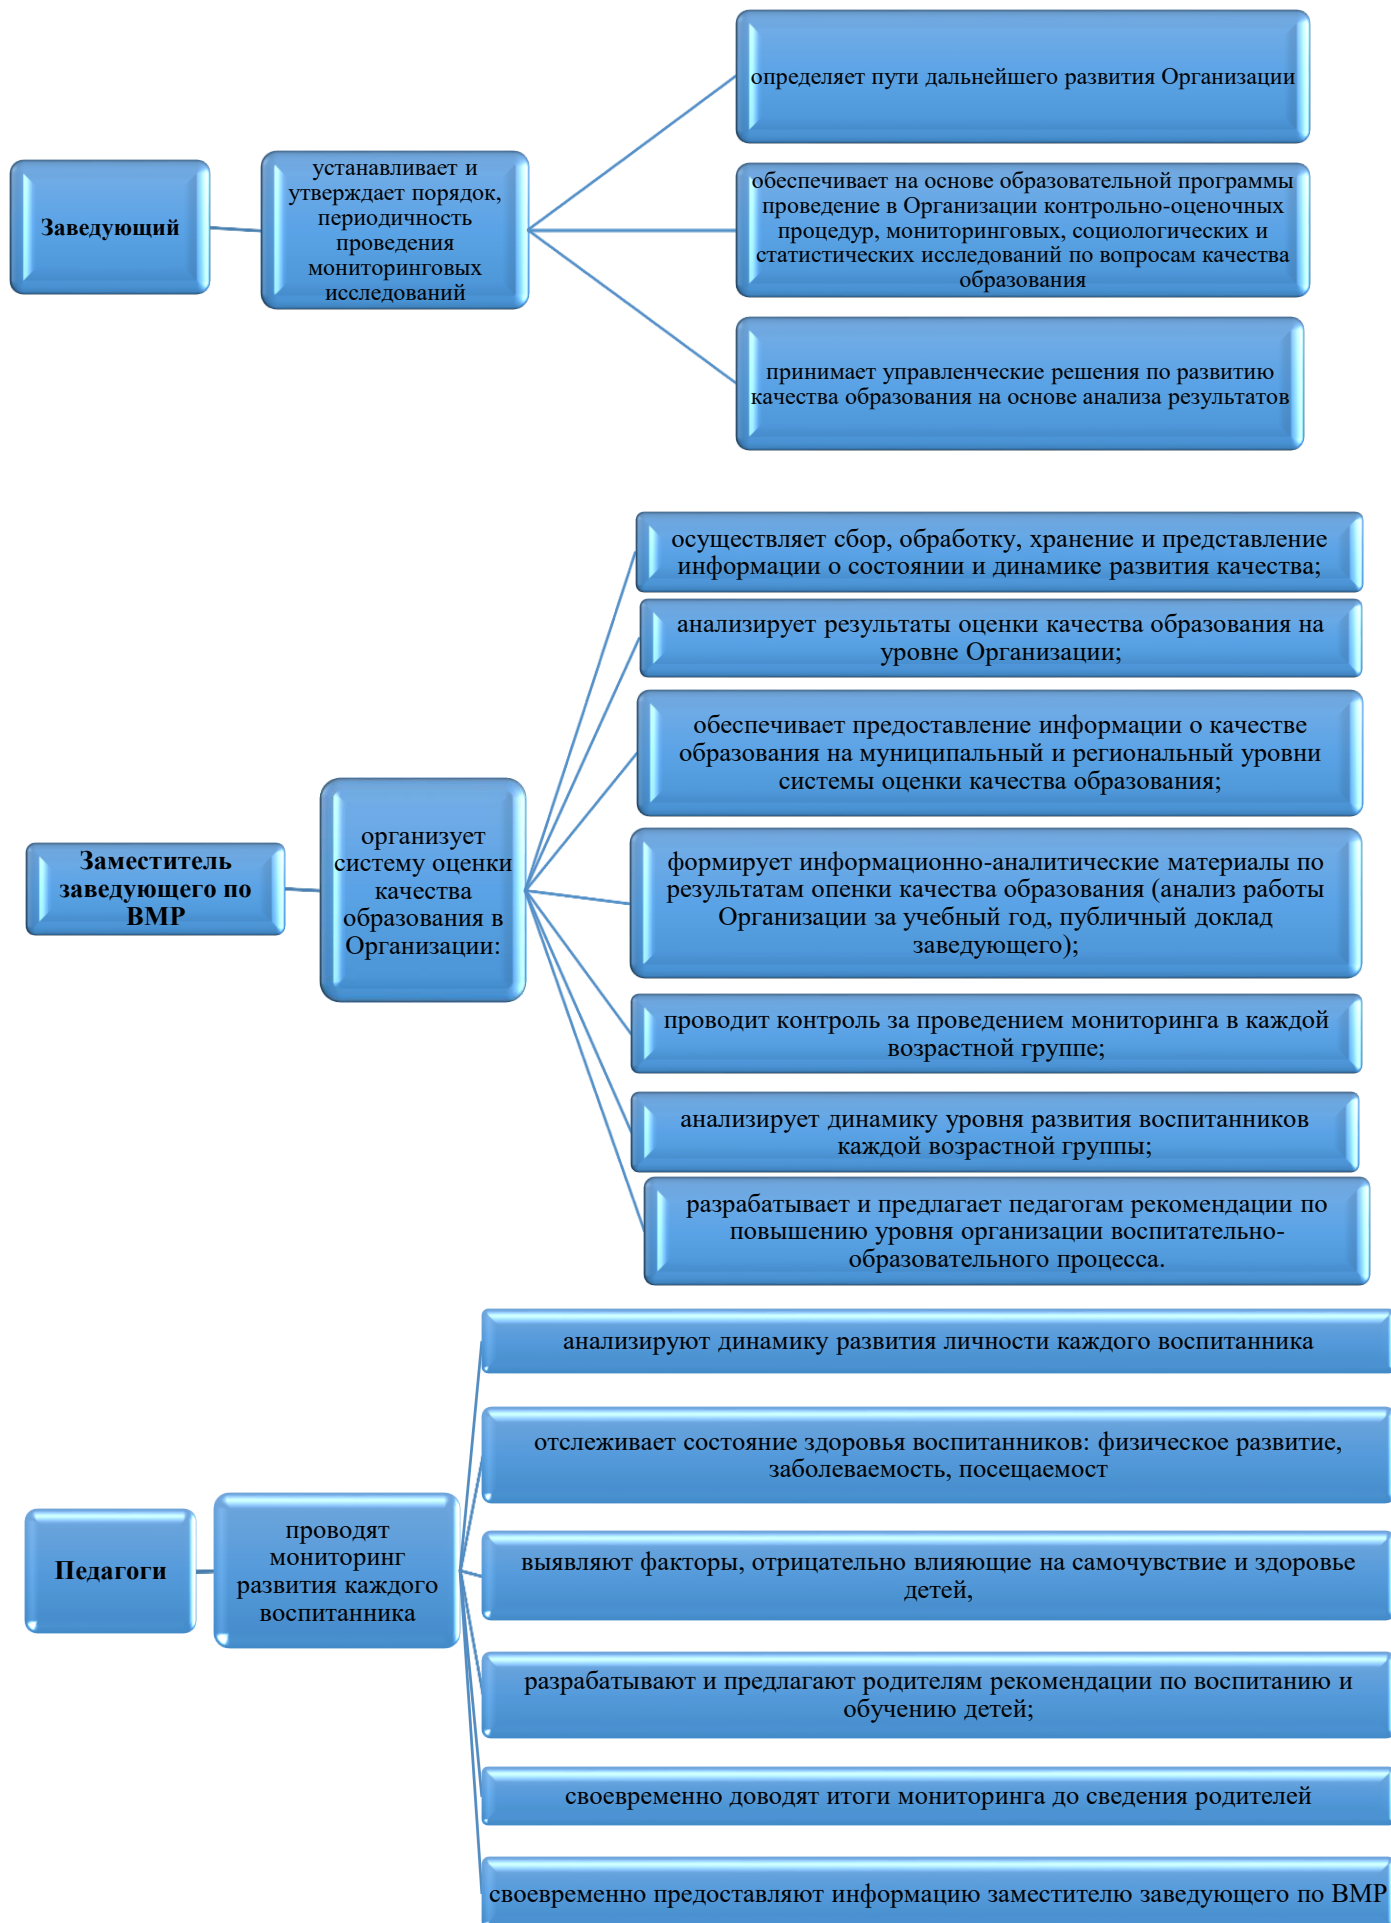 Заведующий
устанавливает и
утверждает порядок,
периодичность
проведения
мониторинговых
исследований
определяет пути дальнейшего развития Организации
обеспечивает на основе образовательной программы
проведение в Организации контрольно-оценочных
процедур, мониторинговых, социологических и
статистических исследований по вопросам качества
образования
принимает управленческие решения по развитию
качества образования на основе анализа результатов
Заместитель
заведующего по
ВМР
организует
систему оценки
качества
образования в
Организации:
осуществляет сбор, обработку, хранение и представление
информации о состоянии и динамике развития качества;
анализирует результаты оценки качества образования на
уровне Организации;
обеспечивает предоставление информации о качестве
образования на муниципальный и региональный уровни
системы оценки качества образования;
формирует информационно-аналитические материалы по
результатам опенки качества образования (анализ работы
Организации за учебный год, публичный доклад
заведующего);
проводит контроль за проведением мониторинга в каждой
возрастной группе;
анализирует динамику уровня развития воспитанников
каждой возрастной группы;
разрабатывает и предлагает педагогам рекомендации по
повышению уровня организации воспитательно-
образовательного процесса.
Педагоги
проводят
мониторинг
развития каждого
воспитанника
анализируют динамику развития личности каждого воспитанника
отслеживает состояние здоровья воспитанников: физическое развитие,
заболеваемость, посещаемост
выявляют факторы, отрицательно влияющие на самочувствие и здоровье
детей,
разрабатывают и предлагают родителям рекомендации по воспитанию и
обучению детей;
своевременно доводят итоги мониторинга до сведения родителей
своевременно предоставляют информацию заместителю заведующего по ВМР